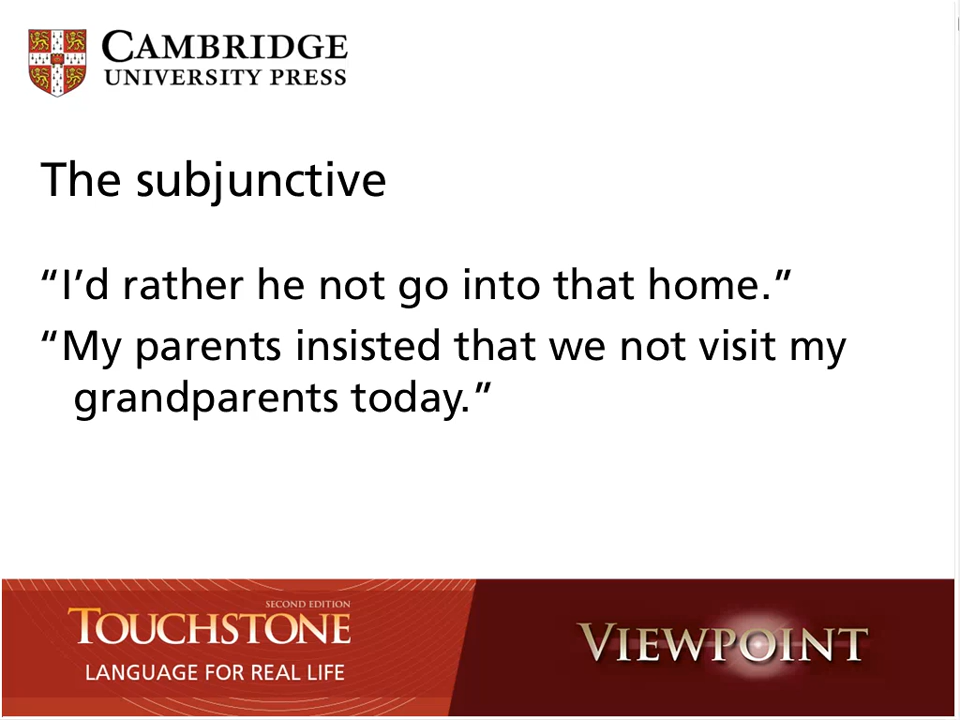 CAMBRIDGE
UNIVERSITY PRESS
The subjunctive
“I’d rather he not go into that home.”
“My parents insisted that we not visit my
grandparents today.”
SECOND EDITION
TOUCHSTONE
LANGUAGE FOR REAL LIFE
VIEWPOINT